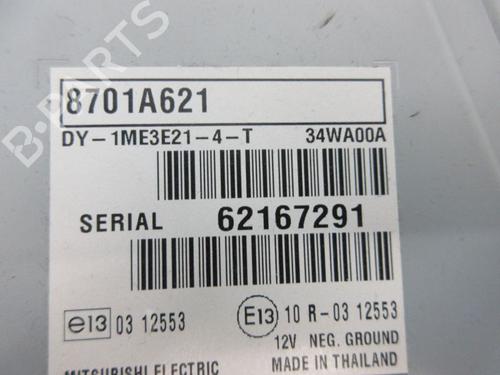 B-PARTS
8701A621
DY-1ME3E21-4-T 34WA00A
SERIAL 62167291
e13 03 12553 E13 10 R-03 12553
12V NEG. GROUND
MITSUBISHI ELECTRIC MADE IN THAILAND